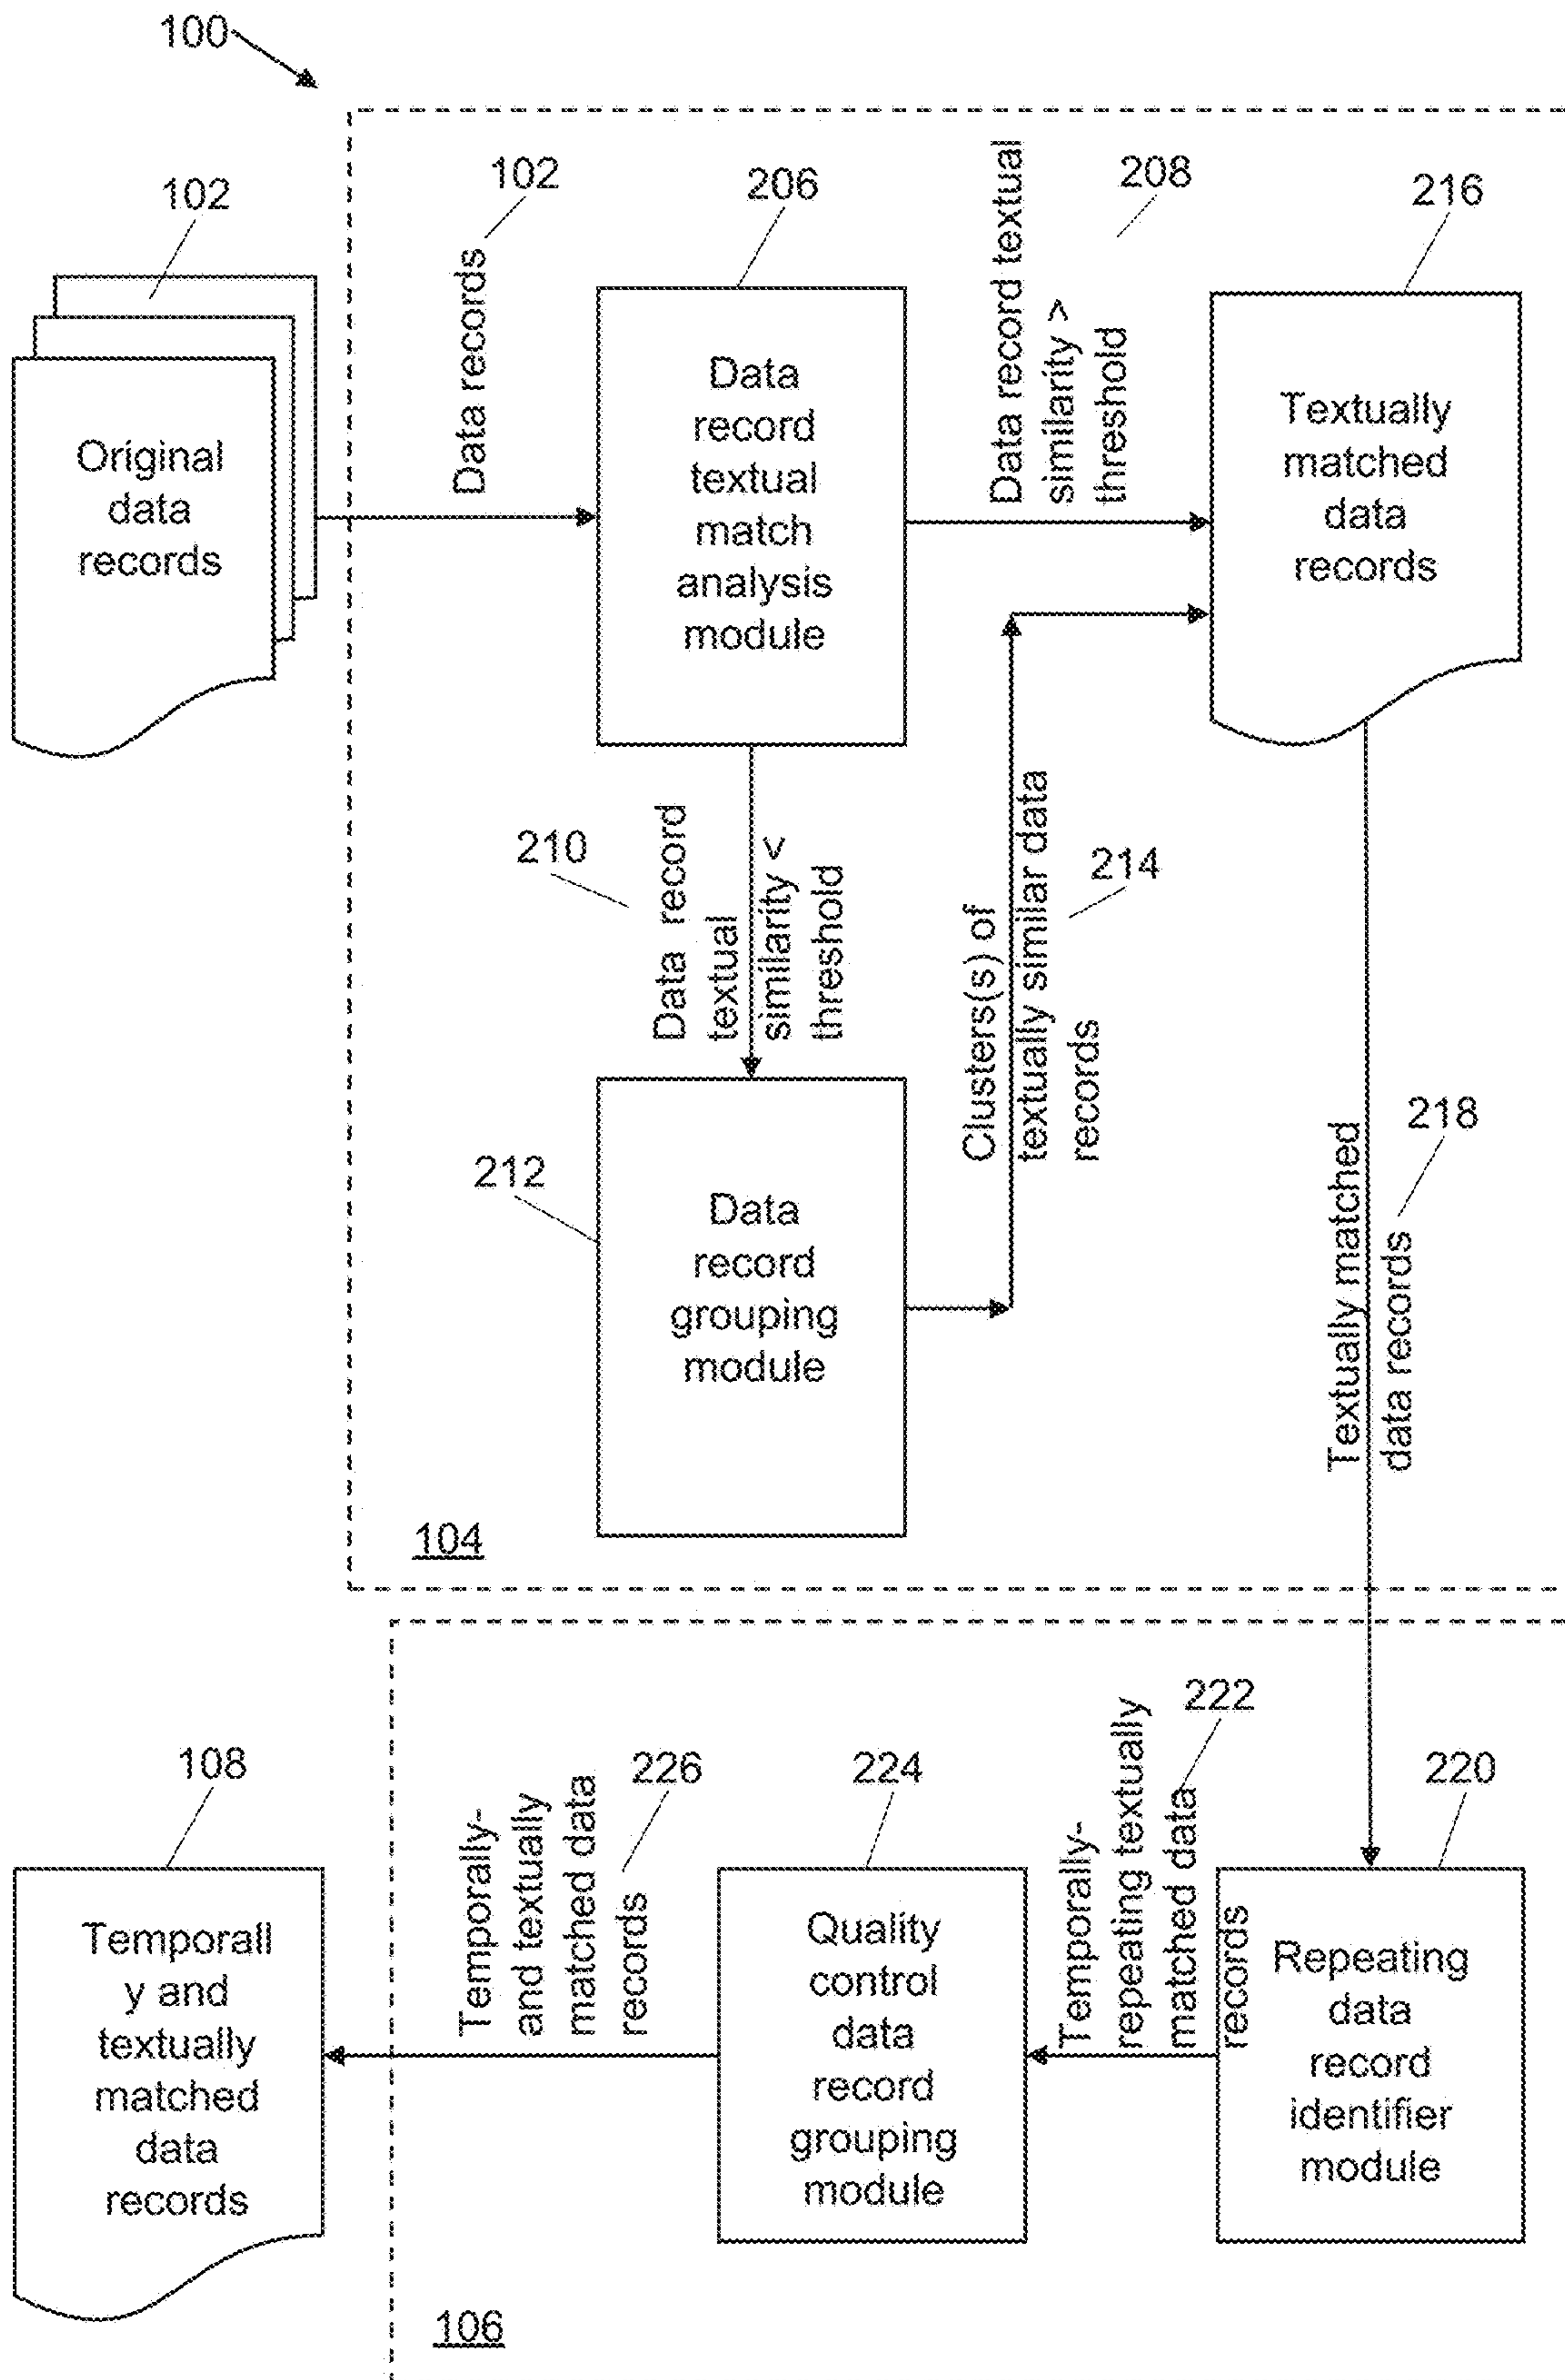 100
102
Original
data
records
102
Data records
206
Data
record
textual
match
analysis
module
208
Data record textual
similarity >
threshold
216
Textually
matched
data
records
210
Data record
textual
similarity <
threshold
214
Clusters(s) of
textually similar data
records
212
Data
record
grouping
module
218
Textually matched
data records
104
108
Temporall
y and
textually
matched
data
records
226
Temporally-
and textually
matched data
records
224
Quality
control
data
record
grouping
module
222
Temporally-
repeating textually
matched data
records
220
Repeating
data
record
identifier
module
106